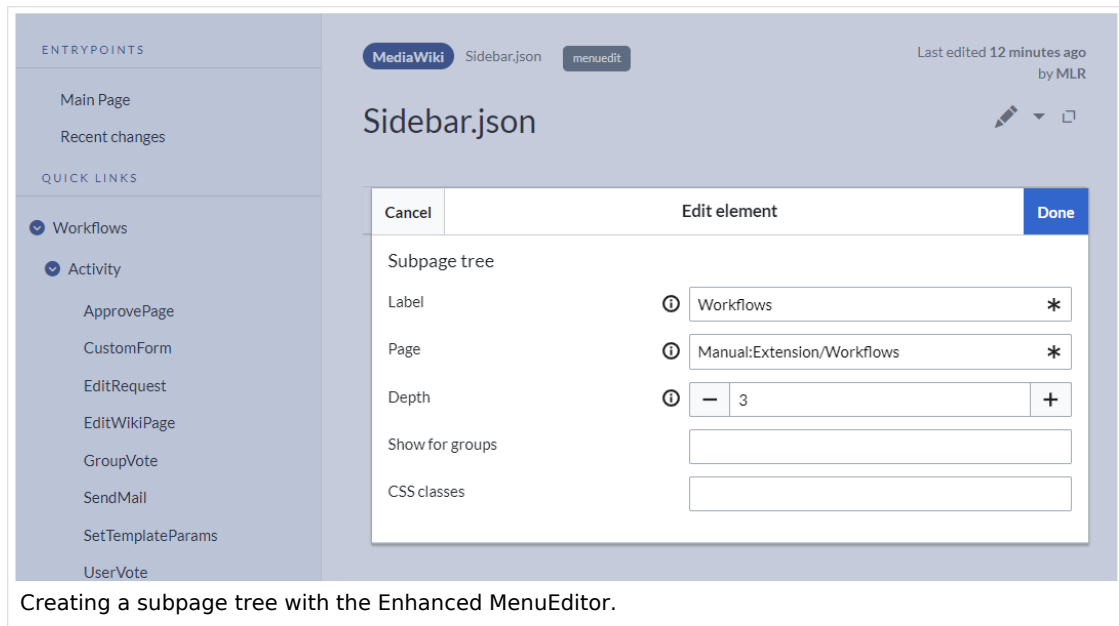 ENTRYPOINTS
Main Page
Recent changes
QUICK LINKS
Workflows
Activity
ApprovePage
CustomForm
EditRequest
EditWikiPage
GroupVote
SendMail
SetTemplateParams
UserVote
MediaWiki Sidebar.json menuedit
Last edited 12 minutes ago
by MLR
Sidebar.json
Cancel Edit element Done
Subpage tree
Label Workflows *
Page Manual:Extension/Workflows *
Depth − 3 +
Show for groups
CSS classes
Creating a subpage tree with the Enhanced MenuEditor.